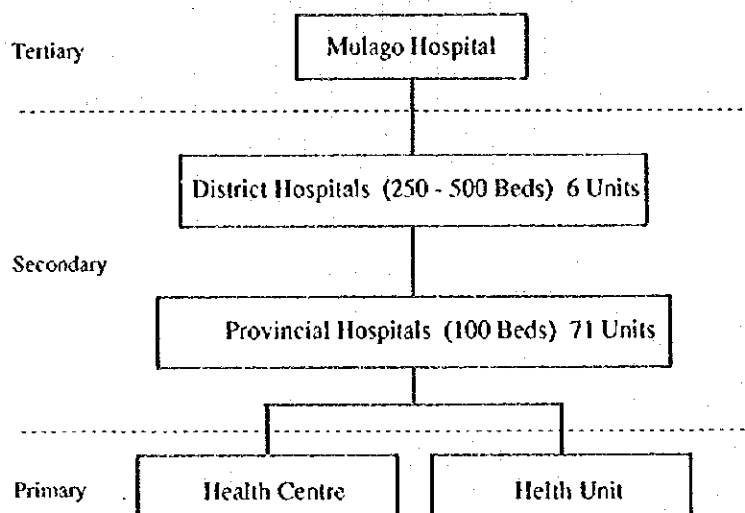 Tertiary
Mulago Hospital
District Hospitals (250 - 500 Beds) 6 Units
Secondary
Provincial Hospitals (100 Beds) 71 Units
Primary
Health Centre
Helth Unit